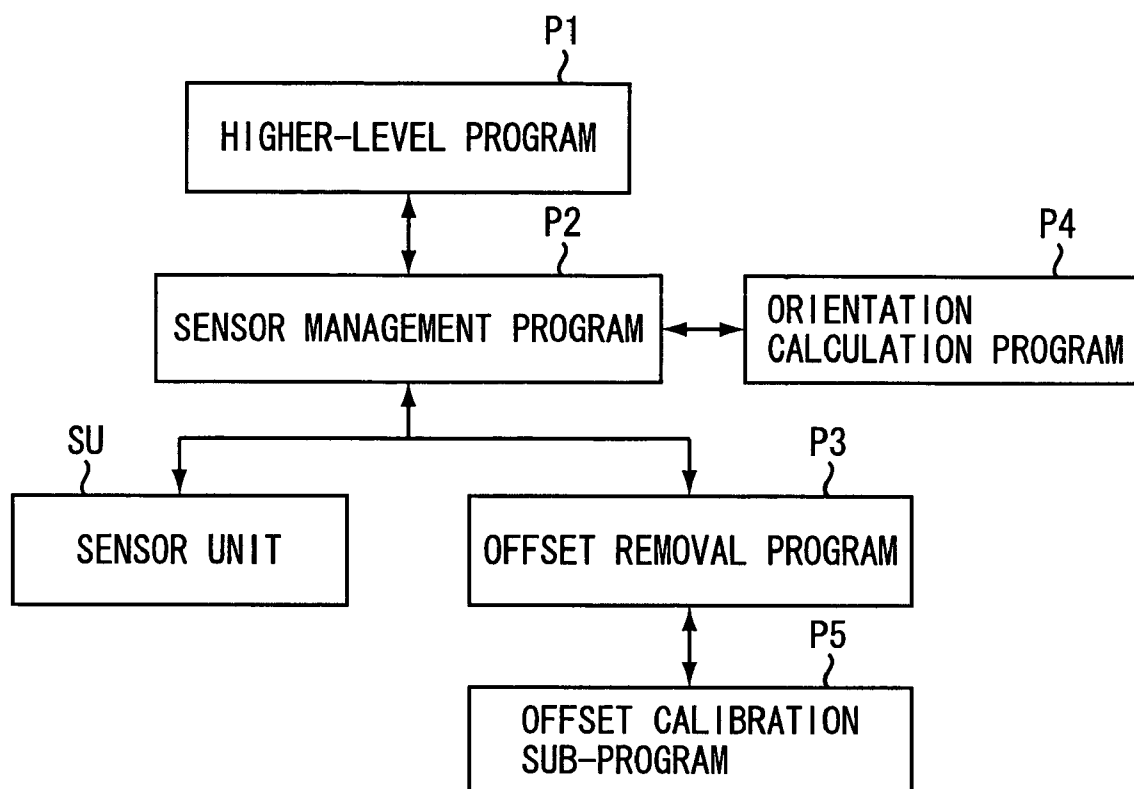 P1
HIGHER-LEVEL PROGRAM
P2
SENSOR MANAGEMENT PROGRAM
P4
ORIENTATION
CALCULATION PROGRAM
SU
SENSOR UNIT
P3
OFFSET REMOVAL PROGRAM
P5
OFFSET CALIBRATION
SUB-PROGRAM